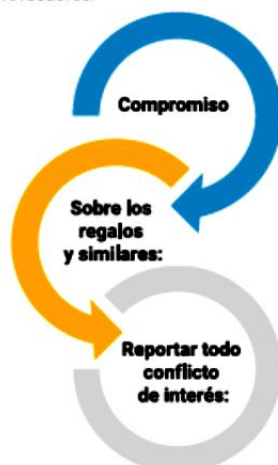 Compromiso
Sobre los
regalos
y similares:
Reportar todo
conflicto
de interés: